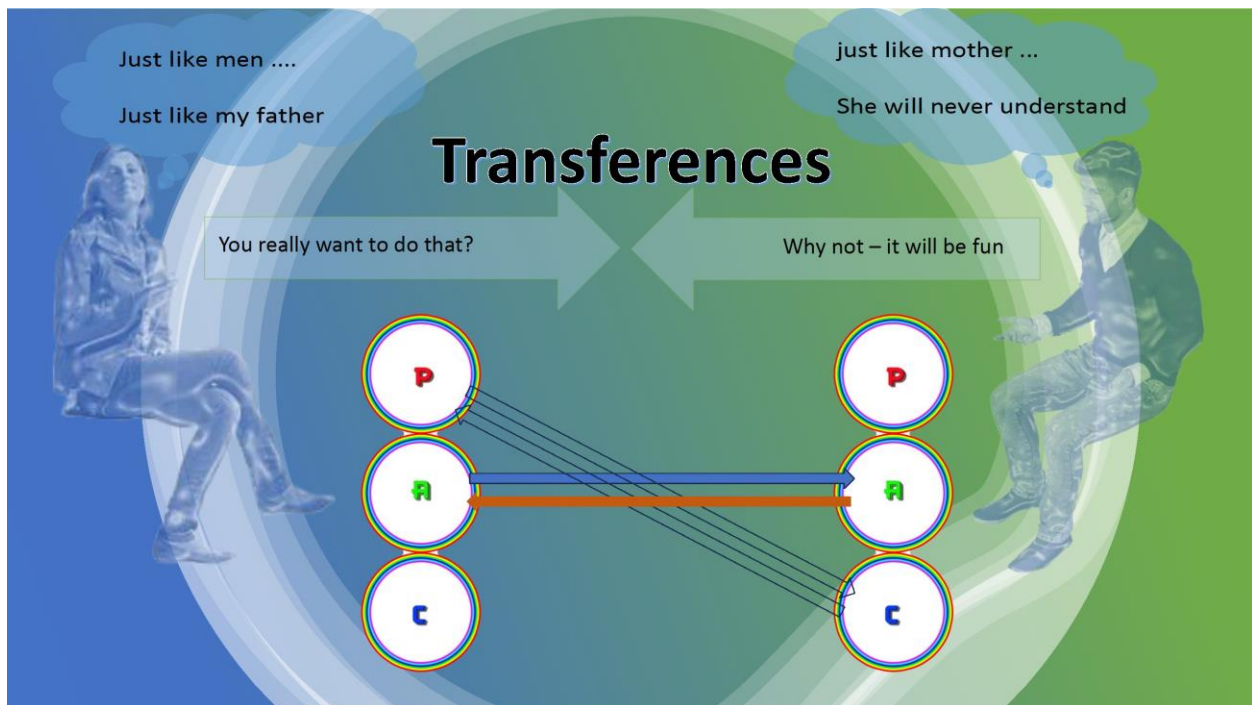 Just like men ....
Just like my father
just like mother ...
She will never understand
Transferences
You really want to do that?
Why not – it will be fun
P
P
A
A
C
C